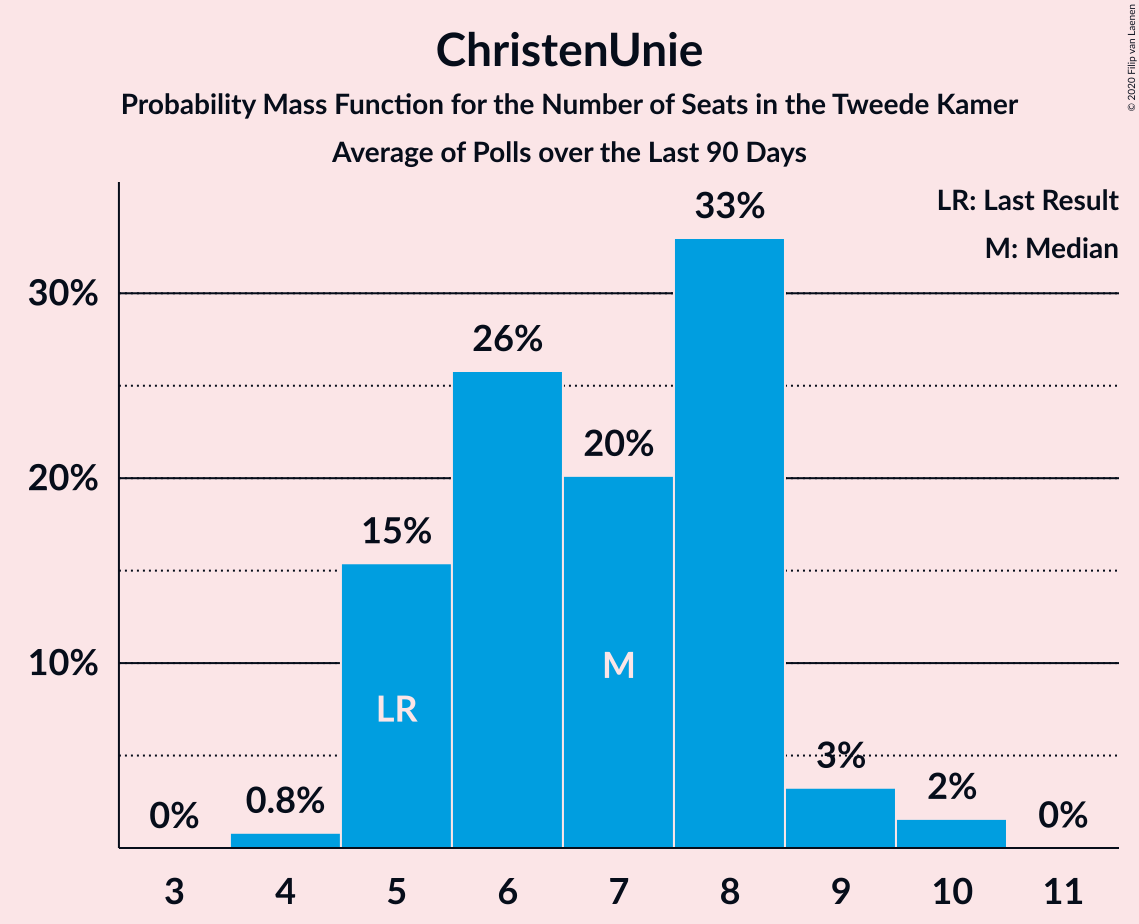 ChristenUnie
Probability Mass Function for the Number of Seats in the Tweede Kamer
Average of Polls over the Last 90 Days
© 2020 Filip van Laenen
LR: Last Result
M: Median
33%
30%
26%
20%
20%
15%
10%
M
LR
3%
2%
0.8%
0%
0%
3 4 5 6 7 8 9 10 11